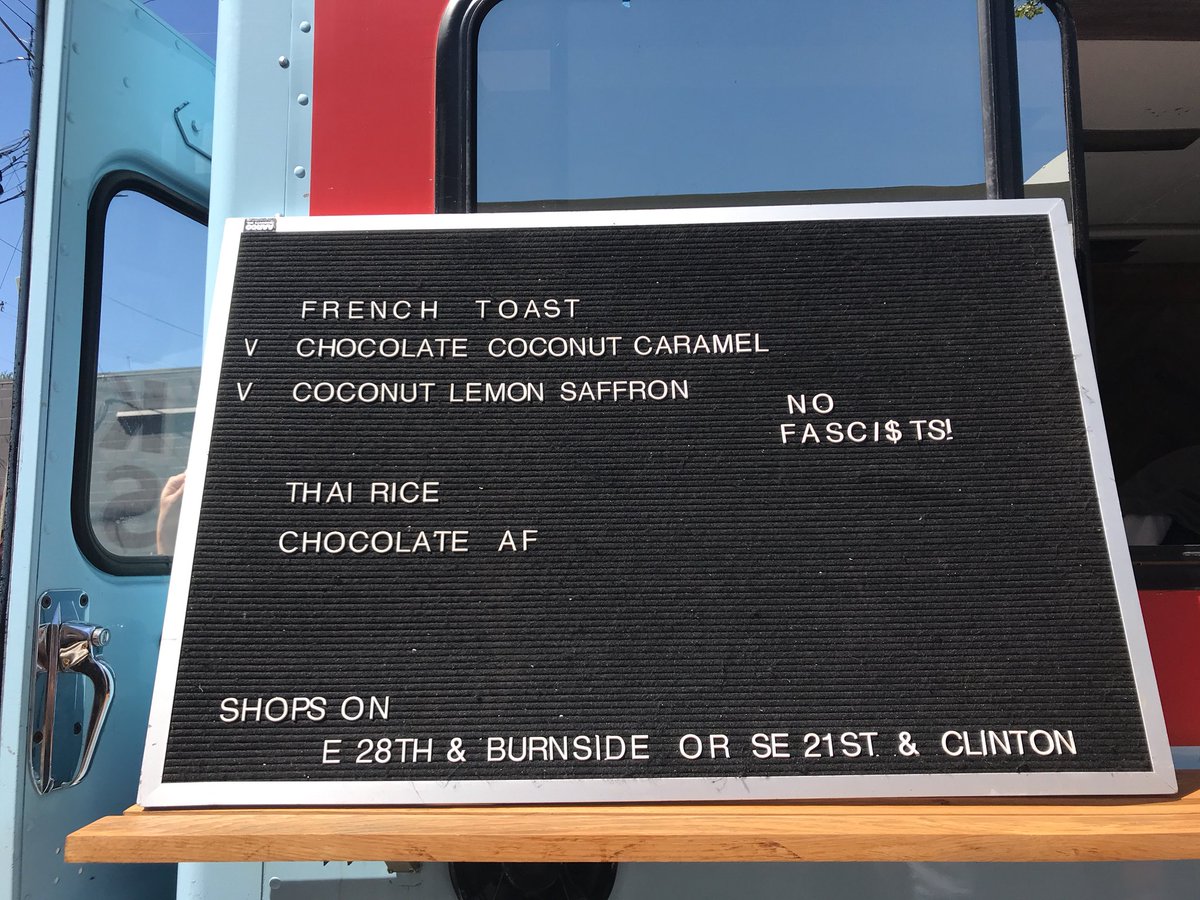 FRENCH TOAST
V CHOCOLATE COCONUT CARAMEL
V COCONUT LEMON SAFFRON
NO
FASCI$TS!
THAI RICE
CHOCOLATE AF
SHOPS ON
E 28TH & BURNSIDE OR SE 21ST & CLINTON